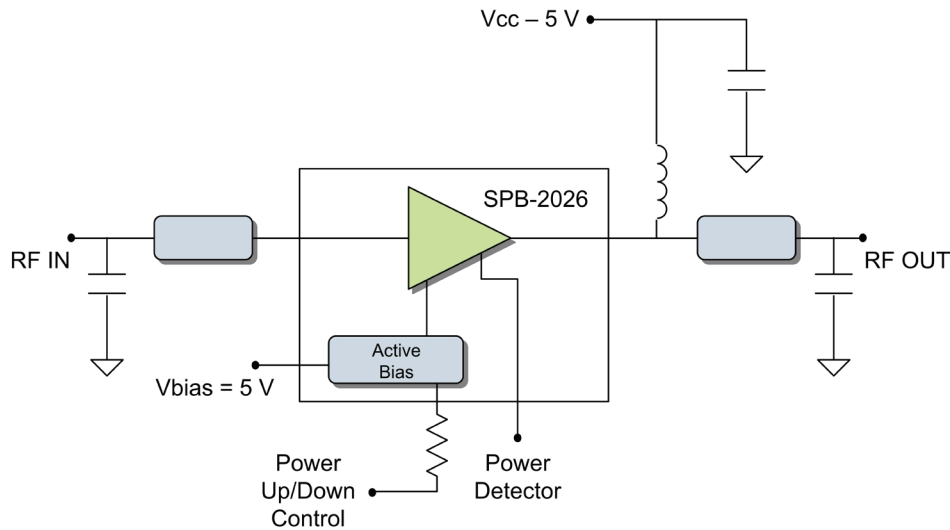 Vcc – 5 V
SPB-2026
RF IN
RF OUT
Active
Bias
Vbias = 5 V
Power
Up/Down
Control
Power
Detector